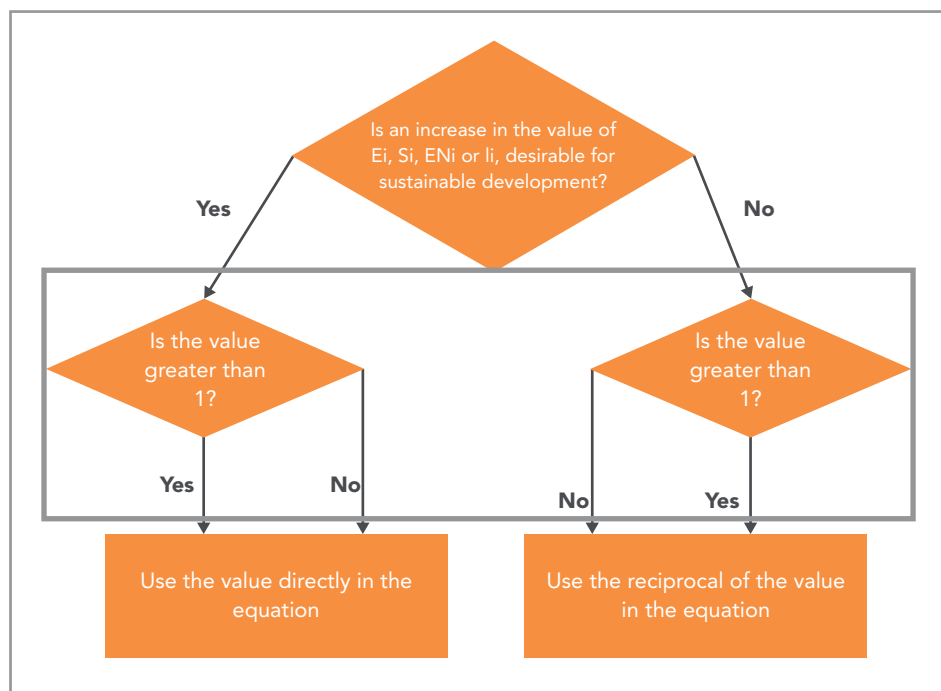 Is an increase in the value of
Ei, Si, ENi or Ii, desirable for
sustainable development?
Yes
No
Is the value
greater than
1?
Is the value
greater than
1?
Yes
No
No
Yes
Use the value directly in the
equation
Use the reciprocal of the value
in the equation